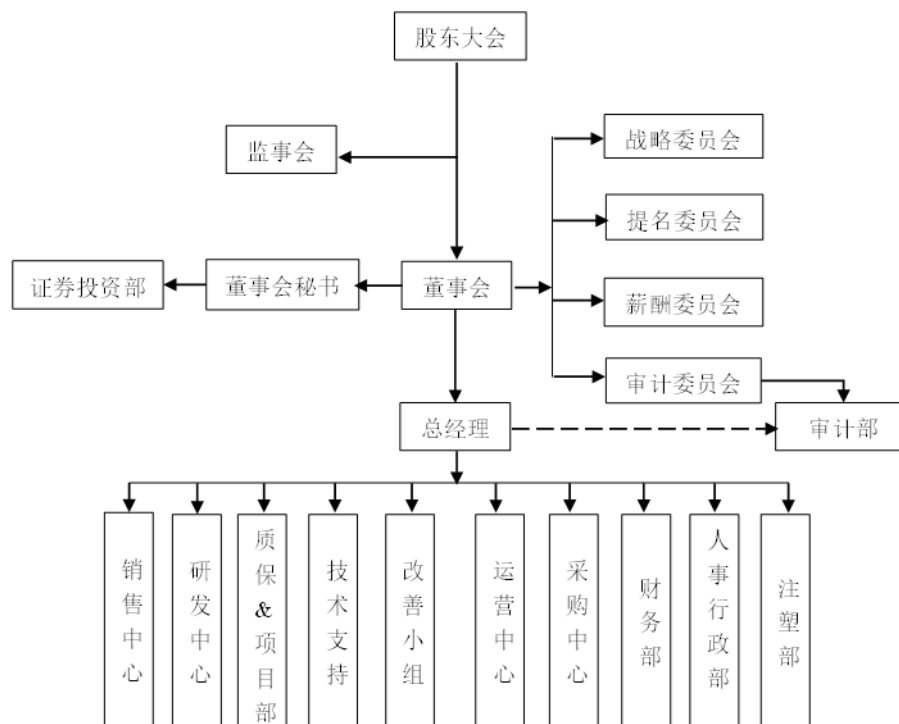 股东大会
监事会
战略委员会
提名委员会
证券投资部
董事会秘书
董事会
薪酬委员会
审计委员会
总经理
审计部
销售中心
研发中心
质保&项目部
技术支持
改善小组
运营中心
采购中心
财务部
人事行政部
注塑部